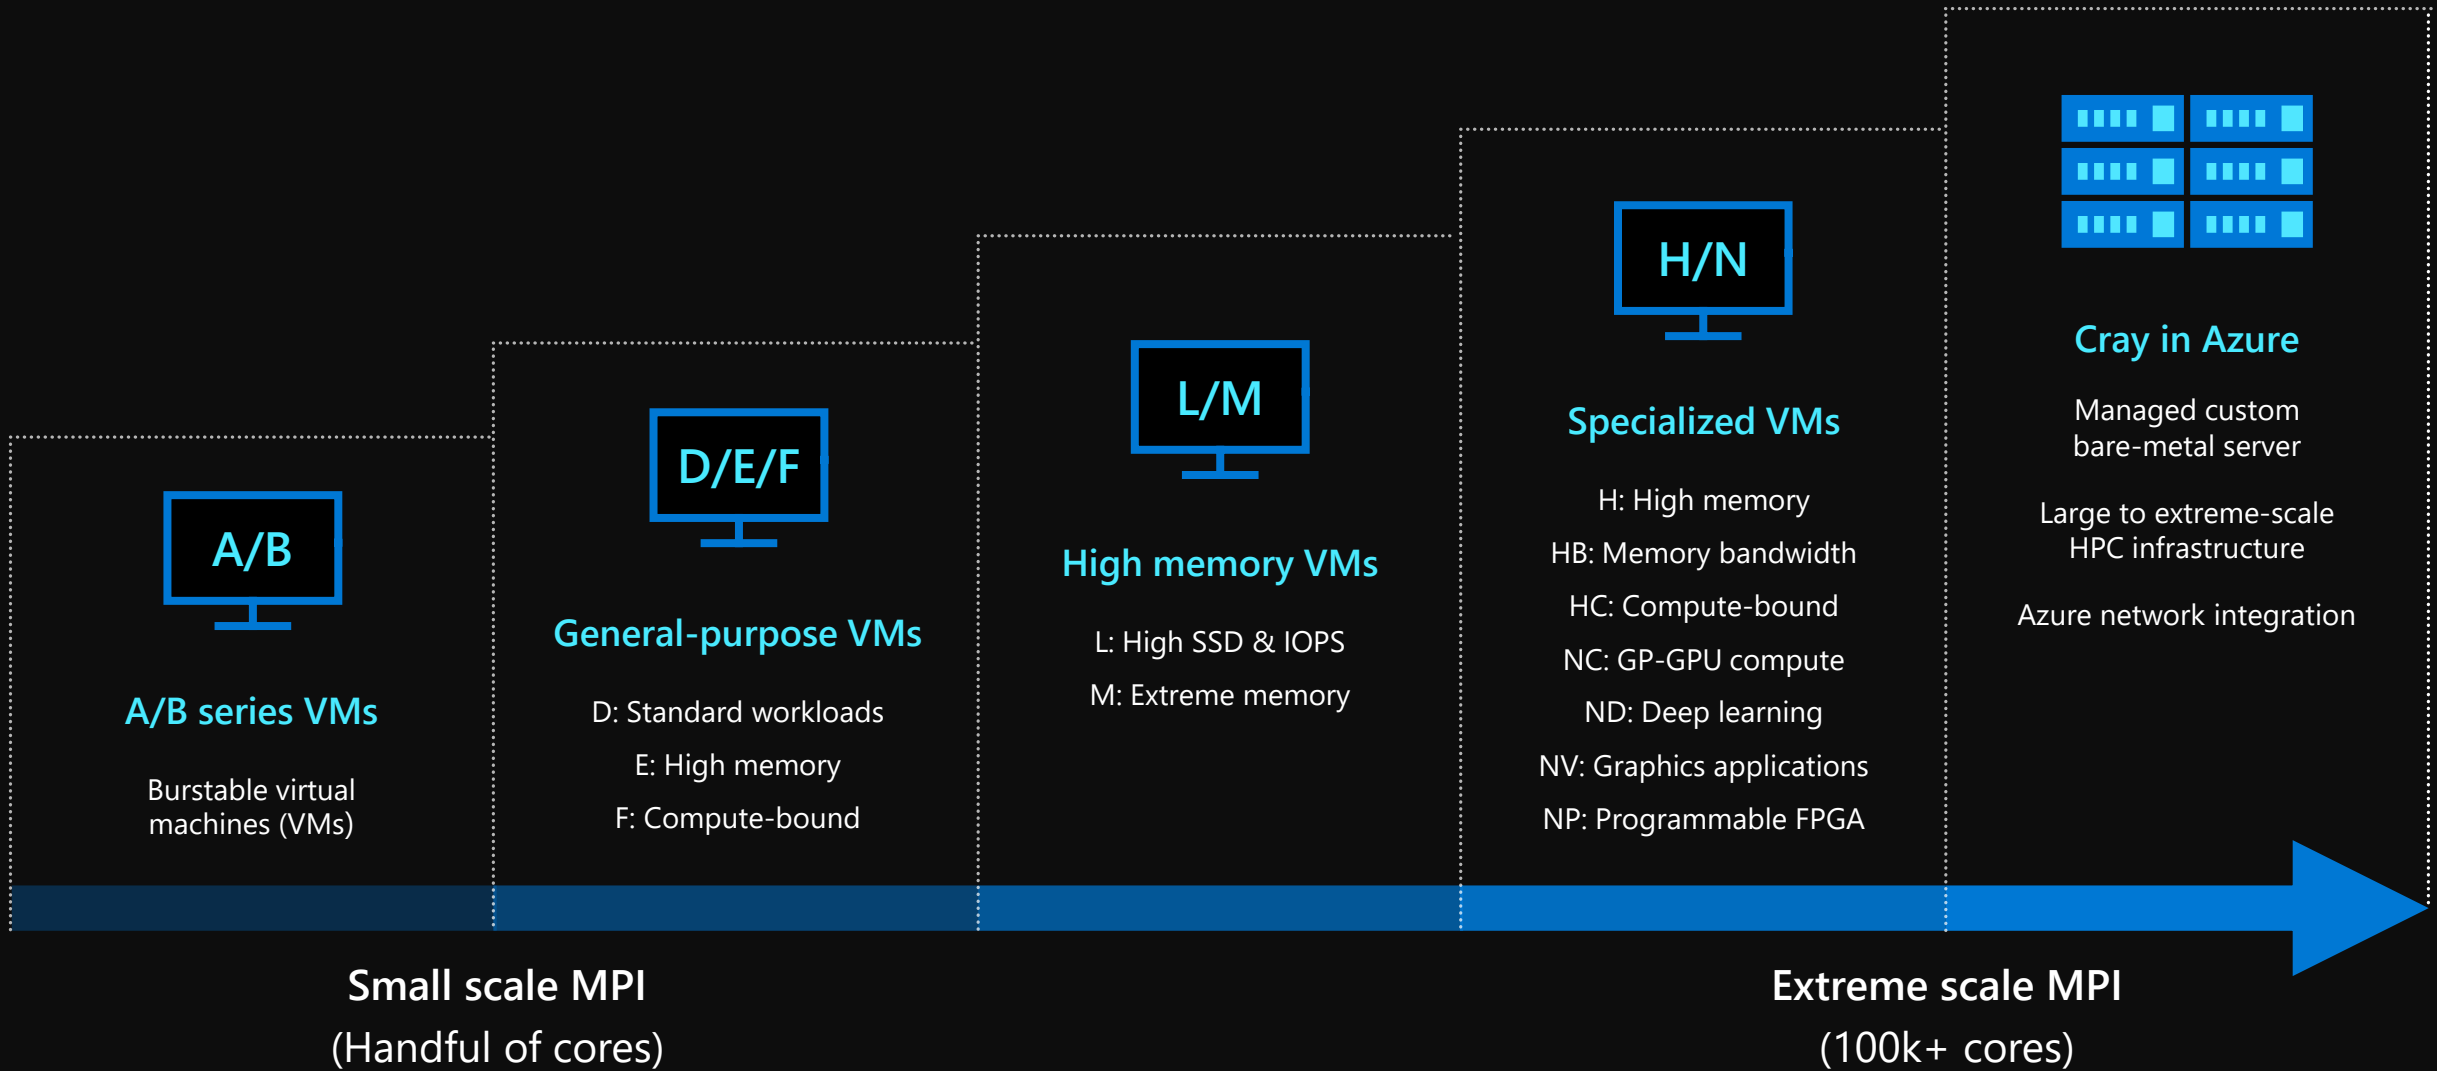 A/B
A/B series VMs
Burstable virtual
machines (VMs)
D/E/F
General-purpose VMs
D: Standard workloads
E: High memory
F: Compute-bound
L/M
High memory VMs
L: High SSD & IOPS
M: Extreme memory
H/N
Specialized VMs
H: High memory
HB: Memory bandwidth
HC: Compute-bound
NC: GP-GPU compute
ND: Deep learning
NV: Graphics applications
NP: Programmable FPGA
Cray in Azure
Managed custom
bare-metal server
Large to extreme-scale
HPC infrastructure
Azure network integration
Small scale MPI
(Handful of cores)
Extreme scale MPI
(100k+ cores)